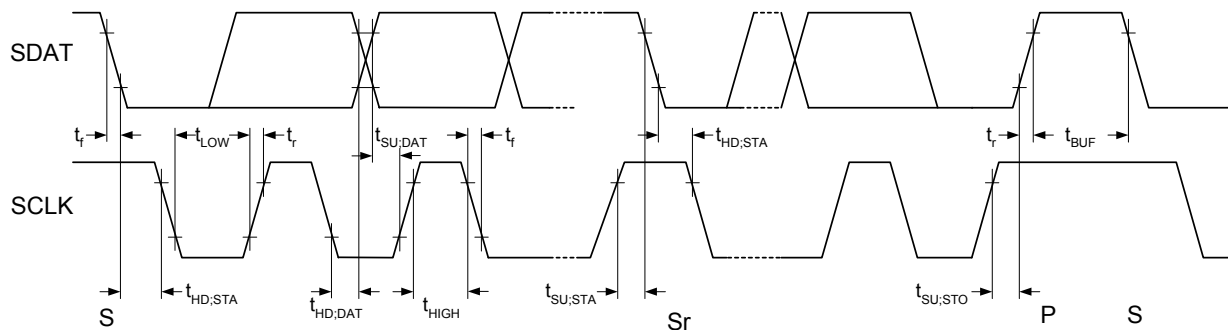 SDAT
t_f t_LOW t_r t_SU;DAT t_f t_HD;STA t_r t_BUF
SCLK
t_HD;STA t_HD;DAT t_HIGH t_SU;STA t_SU;STO
S Sr P S